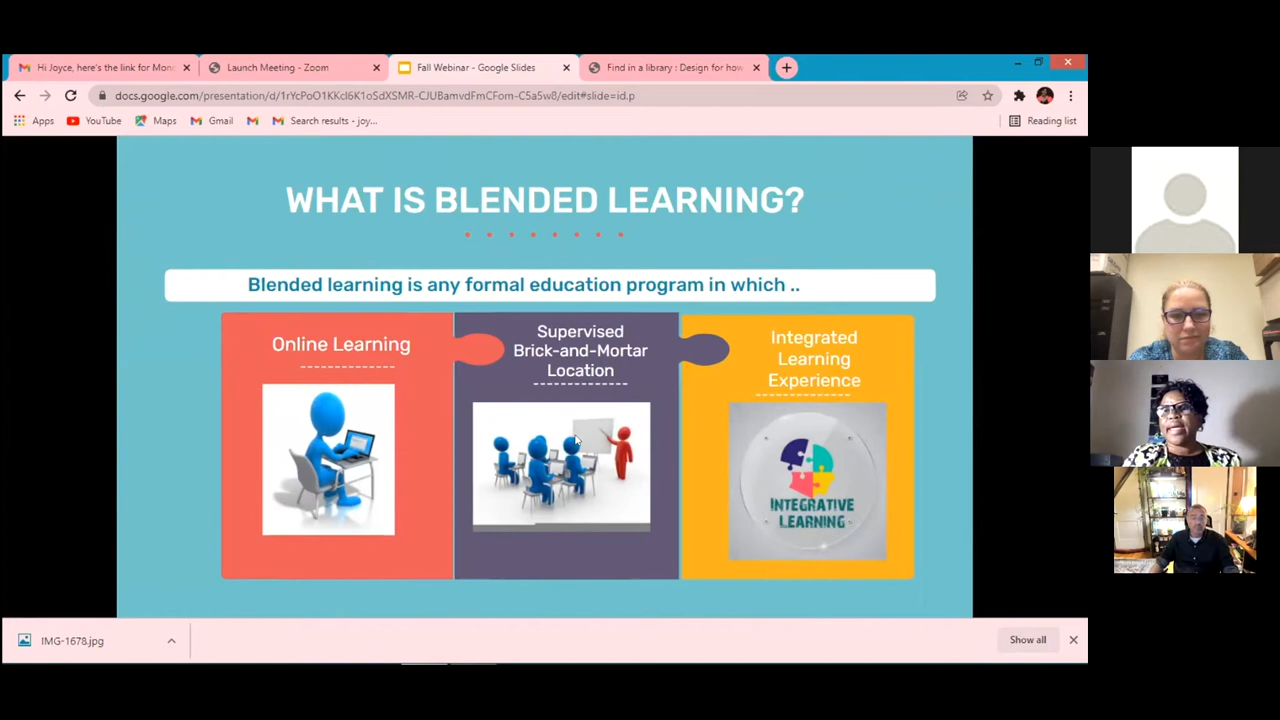 Hi Joyce, here's the link for Mon
Launch Meeting - Zoom
Fall Webinar - Google Slides
Find in a library : Design for how
docs.google.com/presentation/d/1rYcPoO1KKcl6K1oSdXSMR-CJUBamvdFmCFom-C5a5w8/edit#slide=id.p
Apps
YouTube
Maps
Gmail
Search results - joy...
Reading list
WHAT IS BLENDED LEARNING?
Blended learning is any formal education program in which ..
Online Learning
Supervised
Brick-and-Mortar
Location
Integrated
Learning
Experience
INTEGRATIVE
LEARNING
IMG-1678.jpg
Show all